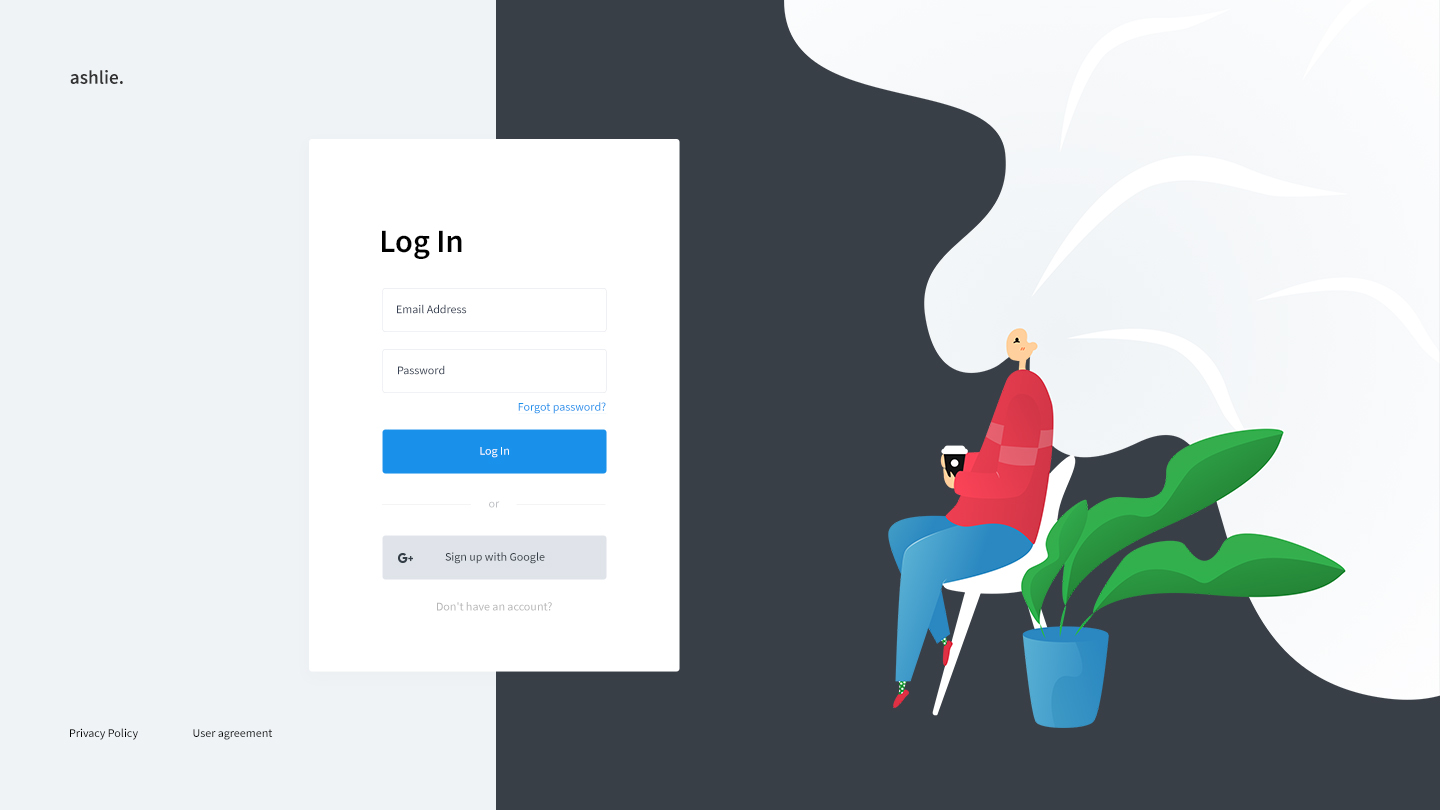 ashlie.
Log In
Email Address
Password
Forgot password?
Log In
or
G+ Sign up with Google
Don't have an account?
Privacy Policy
User agreement